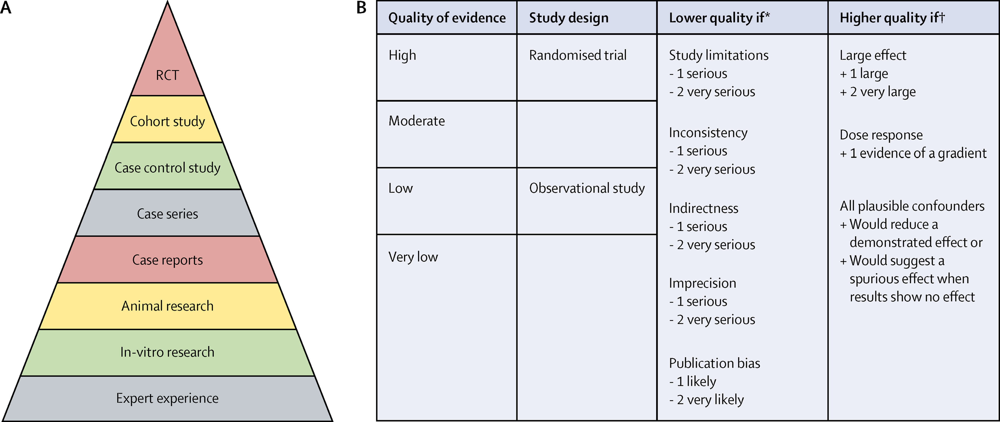 A
RCT
Cohort study
Case control study
Case series
Case reports
Animal research
In-vitro research
Expert experience
B
Quality of evidence
Study design
Lower quality if*
Higher quality if†
High
Randomised trial
Moderate
Low
Observational study
Very low
Study limitations
- 1 serious
- 2 very serious
Inconsistency
- 1 serious
- 2 very serious
Indirectness
- 1 serious
- 2 very serious
Imprecision
- 1 serious
- 2 very serious
Publication bias
- 1 likely
- 2 very likely
Large effect
+ 1 large
+ 2 very large
Dose response
+ 1 evidence of a gradient
All plausible confounders
+ Would reduce a
demonstrated effect or
+ Would suggest a
spurious effect when
results show no effect